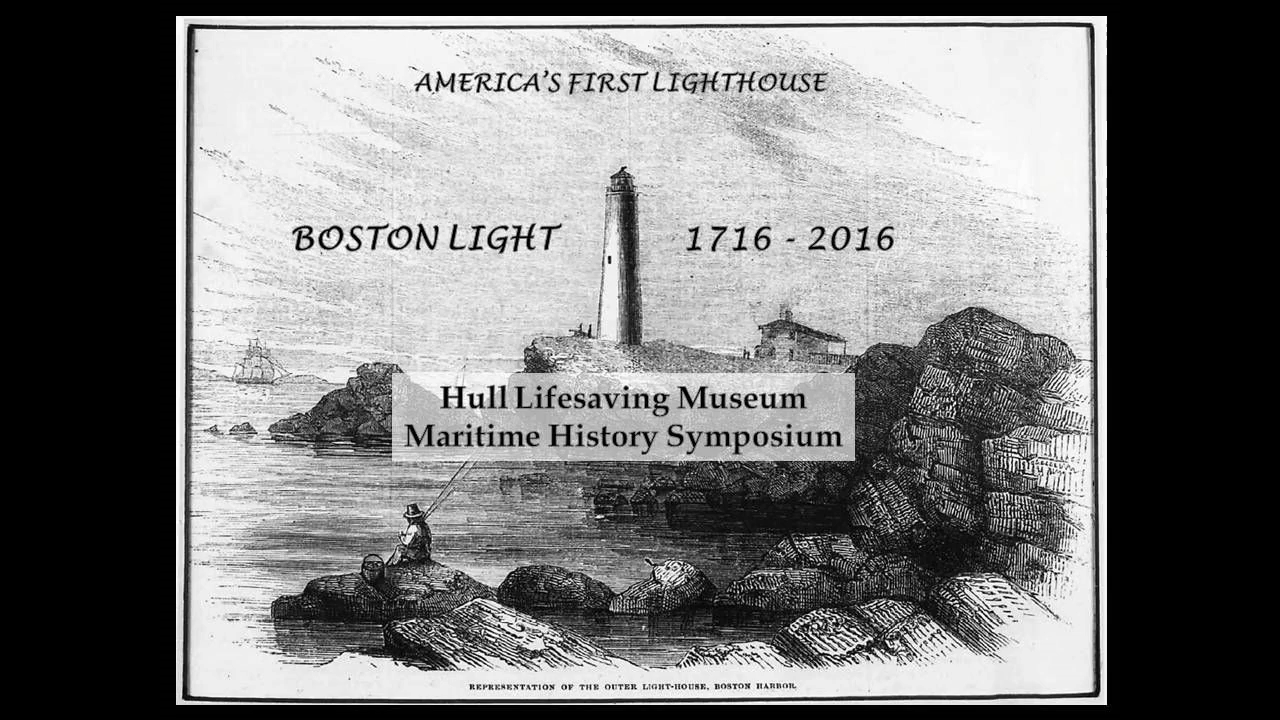 AMERICA'S FIRST LIGHTHOUSE
BOSTON LIGHT 1716 - 2016
Hull Lifesaving Museum
Maritime History Symposium
REPRESENTATION OF THE OUTER LIGHT-HOUSE, BOSTON HARBOR.